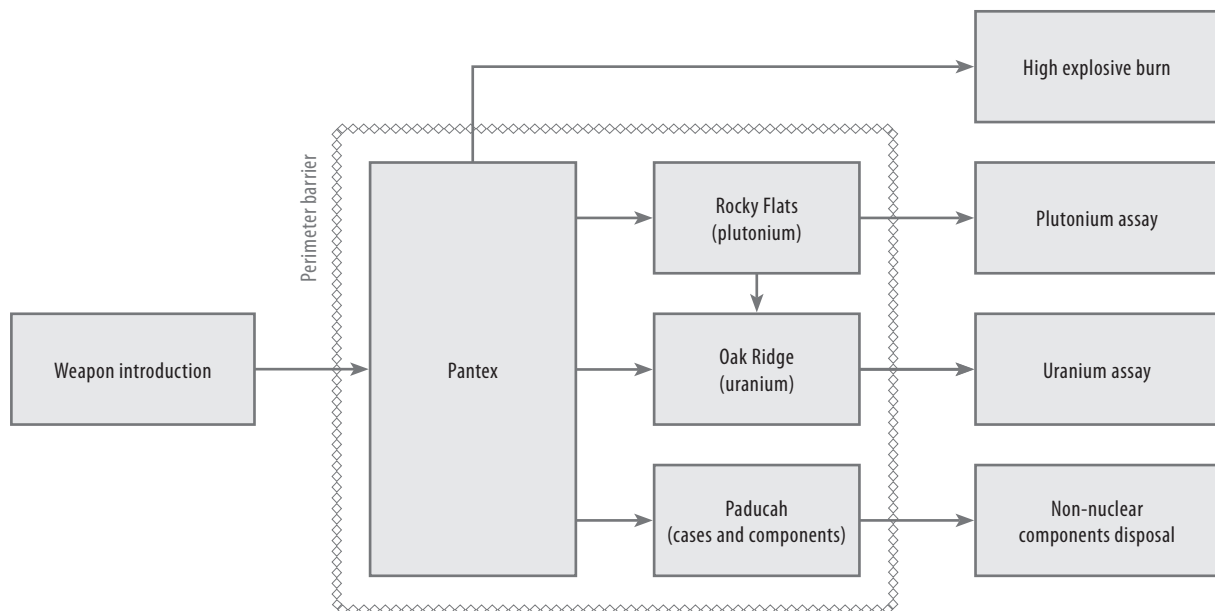 High explosive burn
Perimeter barrier
Rocky Flats
(plutonium)
Plutonium assay
Weapon introduction
Pantex
Oak Ridge
(uranium)
Uranium assay
Paducah
(cases and components)
Non-nuclear
components disposal